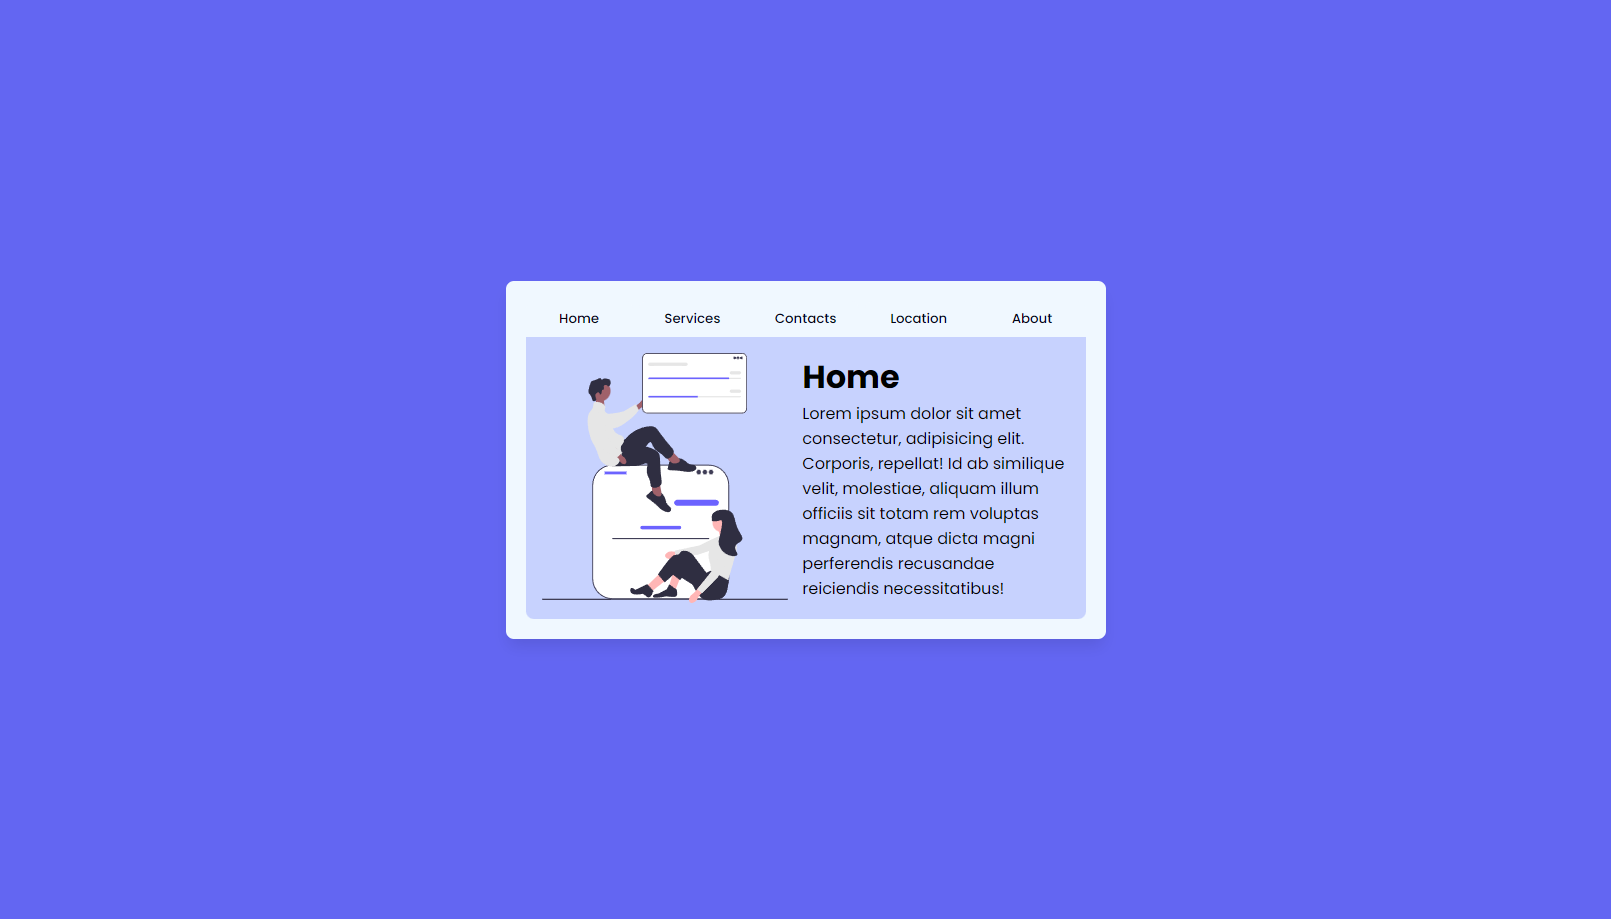 Home Services Contacts Location About
Home
Lorem ipsum dolor sit amet
consectetur, adipisicing elit.
Corporis, repellat! Id ab similique
velit, molestiae, aliquam illum
officiis sit totam rem voluptas
magnam, atque dicta magni
perferendis recusandae
reiciendis necessitatibus!